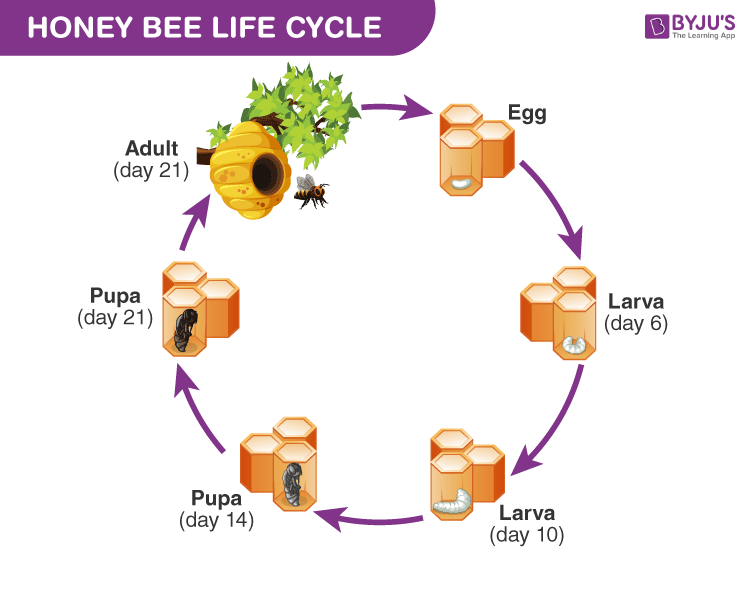 HONEY BEE LIFE CYCLE
BYJU'S
The Learning App
Egg
Larva
(day 6)
Larva
(day 10)
Pupa
(day 14)
Pupa
(day 21)
Adult
(day 21)